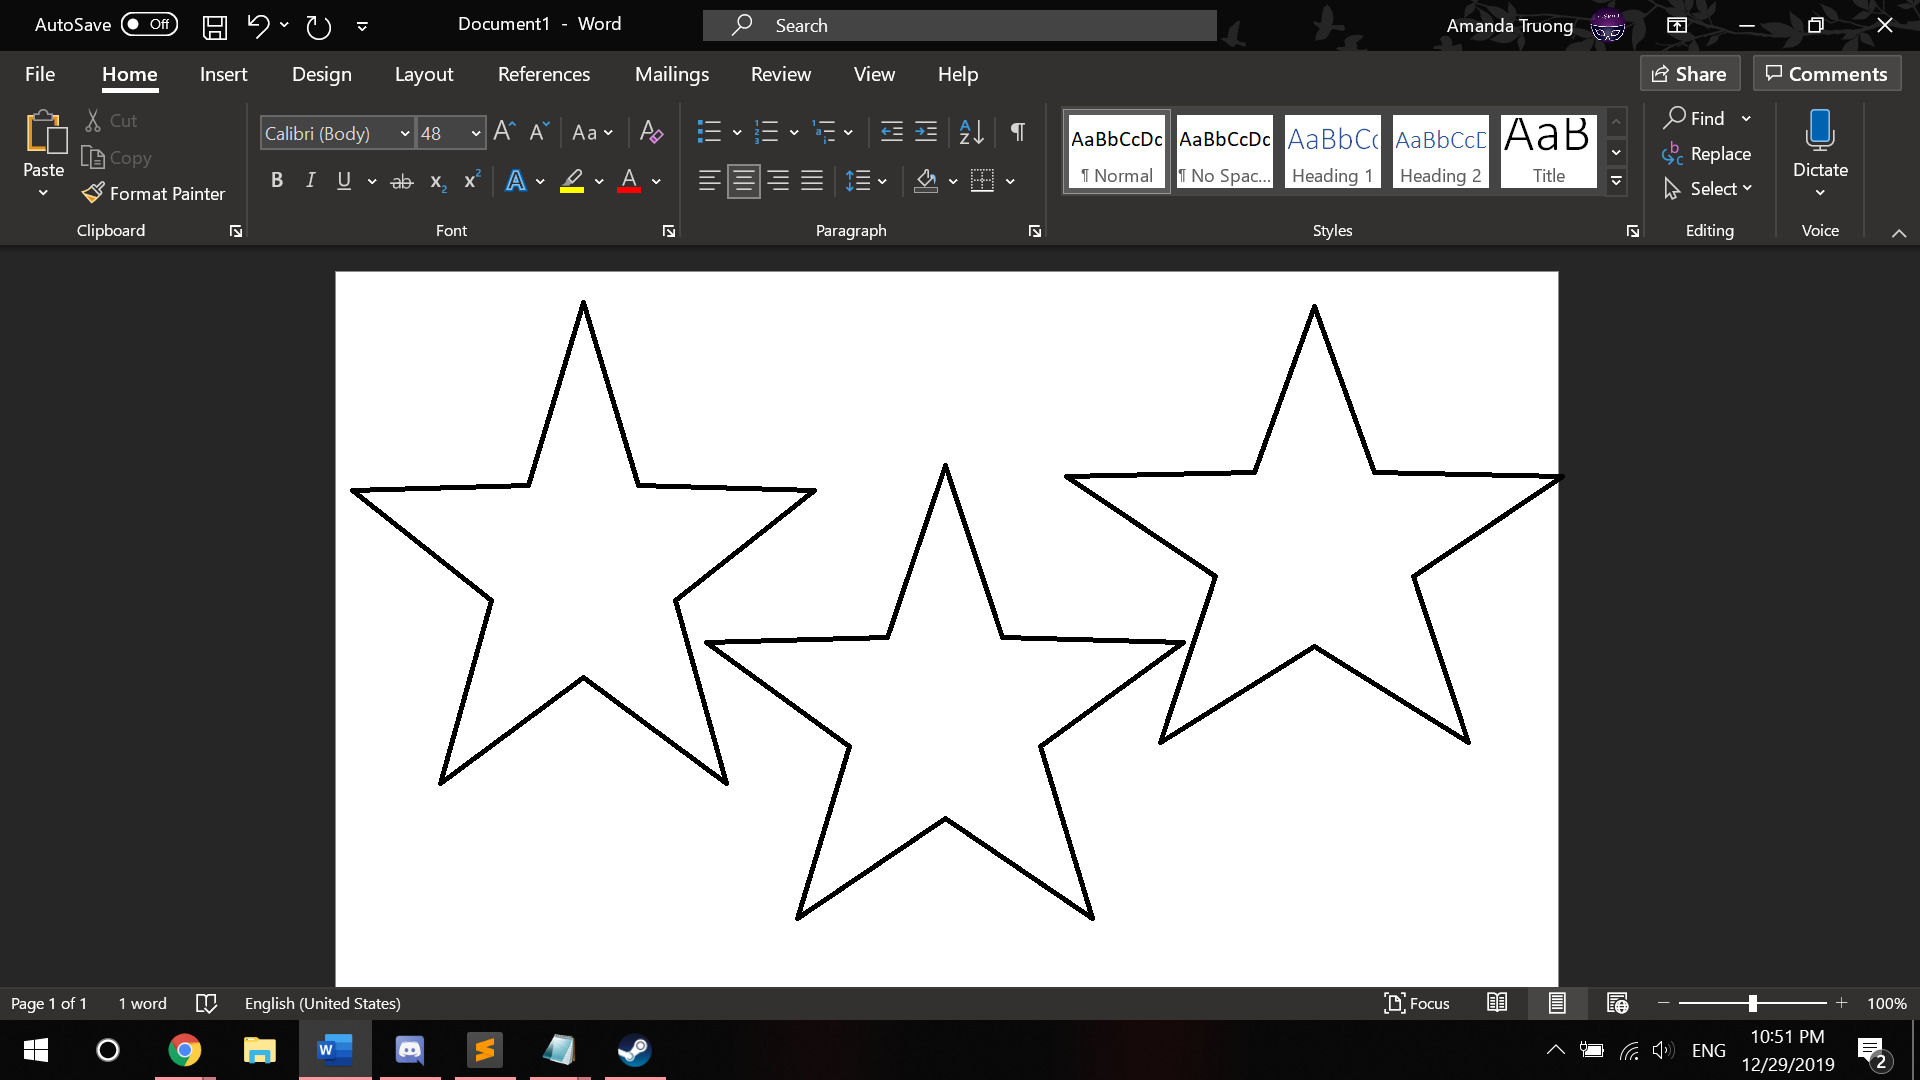 AutoSave Off Document1 - Word Search Amanda Truong
File Home Insert Design Layout References Mailings Review View Help Share Comments
Paste Cut Copy Format Painter
Clipboard
Calibri (Body) 48 Aa
B I U ab x₂ x² A A
Font
Paragraph
AaBbCcDc AaBbCcDc AaBbCc AaBbCcD AaB
¶ Normal ¶ No Spac... Heading 1 Heading 2 Title
Styles
Find
Replace
Select
Editing
Dictate
Voice
Page 1 of 1 1 word English (United States) Focus 100%
ENG 10:51 PM
12/29/2019
2